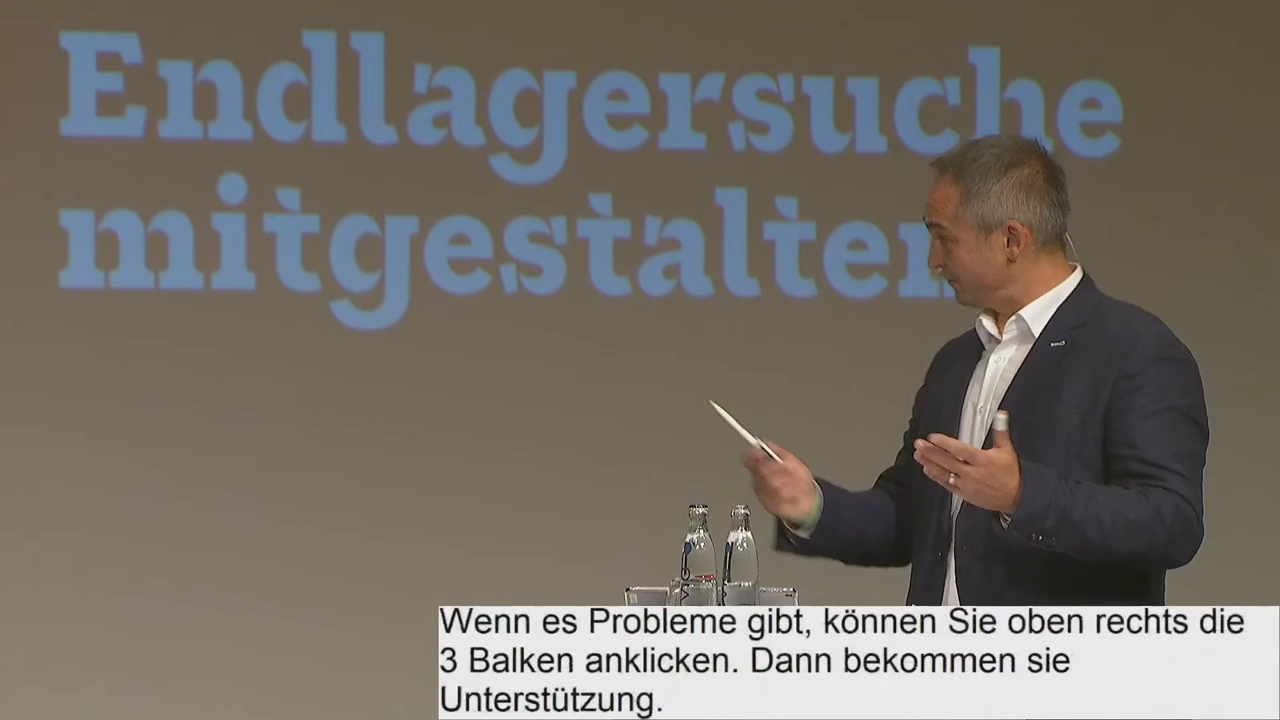 Endlagersuche
mitgestalten
Wenn es Probleme gibt, können Sie oben rechts die
3 Balken anklicken. Dann bekommen sie
Unterstützung.